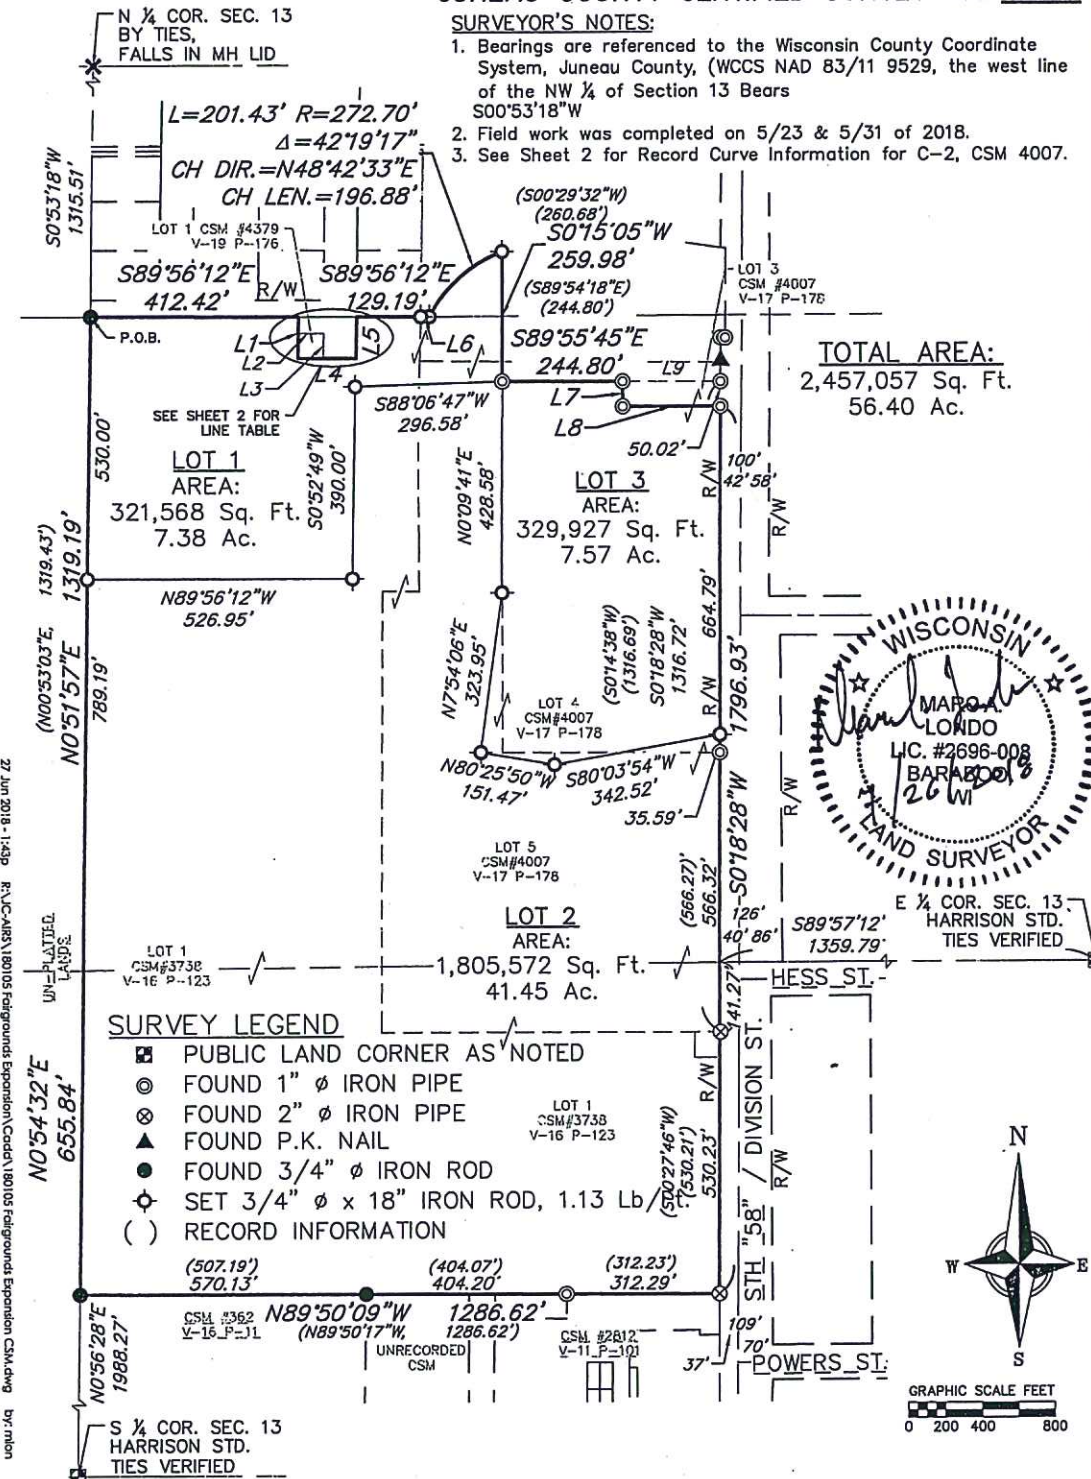 N ¼ COR. SEC. 13
BY TIES,
FALLS IN MH LID
SURVEYOR'S NOTES:
1. Bearings are referenced to the Wisconsin County Coordinate
System, Juneau County, (WCCS NAD 83/11 9529, the west line
of the NW ¼ of Section 13 Bears
S00°53'18"W
2. Field work was completed on 5/23 & 5/31 of 2018.
3. See Sheet 2 for Record Curve Information for C-2, CSM 4007.
L=201.43' R=272.70'
Δ=42°19'17"
CH DIR.=N48°42'33"E
CH LEN.=196.88'
S0°53'18"W
1315.51'
LOT 1 CSM #4379
V-19 P-176
(S00°29'32"W)
(260.68')
S0°15'05"W
259.98'
S89°56'12"E
412.42'
R/W
S89°56'12"E
129.19'
(S89°54'18"E)
(244.80')
LOT 3
CSM #4007
V-17 P-178
S89°55'45"E
244.80'
P.O.B.
L1
L2
L3
L4
L5
L6
L7
L8
L9
TOTAL AREA:
2,457,057 Sq. Ft.
56.40 Ac.
SEE SHEET 2 FOR
LINE TABLE
S88°06'47"W
296.58'
50.02'
100'
42'58'
R/W
R/W
LOT 1
AREA:
321,568 Sq. Ft.
7.38 Ac.
530.00'
S0°52'49"W
390.00'
N0°09'41"E
428.58'
LOT 3
AREA:
329,927 Sq. Ft.
7.57 Ac.
(N00°53'03"E, 1319.43')
N0°51'57"E 1319.19'
789.19'
N89°56'12"W
526.95'
N7°54'06"E
323.95'
(S0°14'38"W)
(1316.69')
S0°18'28"W
1316.72'
664.79'
R/W
S0°18'28"W 1796.93'
LOT 4
CSM#4007
V-17 P-178
N80°25'50"W
151.47'
S80°03'54"W
342.52'
35.59'
R/W
WISCONSIN
MARC A.
LONDO
LIC. #2696-008
BARABOO
WI
LAND SURVEYOR
LOT 5
CSM#4007
V-17 P-178
(566.27')
566.32'
126'
40'86'
S89°57'12"
1359.79'
E ¼ COR. SEC. 13
HARRISON STD.
TIES VERIFIED
LOT 2
AREA:
1,805,572 Sq. Ft.
41.45 Ac.
UN-PLATTED
LANDS
LOT 1
CSM#3738
V-16 P-123
HESS ST.
41.27'
SURVEY LEGEND
PUBLIC LAND CORNER AS NOTED
FOUND 1" ø IRON PIPE
FOUND 2" ø IRON PIPE
FOUND P.K. NAIL
FOUND 3/4" ø IRON ROD
SET 3/4" ø x 18" IRON ROD, 1.13 Lb/ft.
( ) RECORD INFORMATION
LOT 1
CSM#3738
V-16 P-123
N0°54'32"E
655.84'
(S00°27'46"W)
(530.21')
530.23'
R/W
R/W
STH "58" / DIVISION ST.
N
W
E
S
(507.19')
570.13'
(404.07')
404.20'
(312.23')
312.29'
CSM #362
V-16 P-11
N89°50'09"W 1286.62'
(N89°50'17"W, 1286.62')
UNRECORDED
CSM
CSM #2812
V-11 P-101
109'
70'
37'
POWERS ST.
N0°56'28"E
1988.27'
GRAPHIC SCALE FEET
0 200 400 800
S ¼ COR. SEC. 13
HARRISON STD.
TIES VERIFIED
27 Jun 2018 - 1:43p R:\JC-AIRS\180105 Fairgrounds Expansion\Cadd\180105 Fairgrounds Expansion CSM.dwg by: mlon